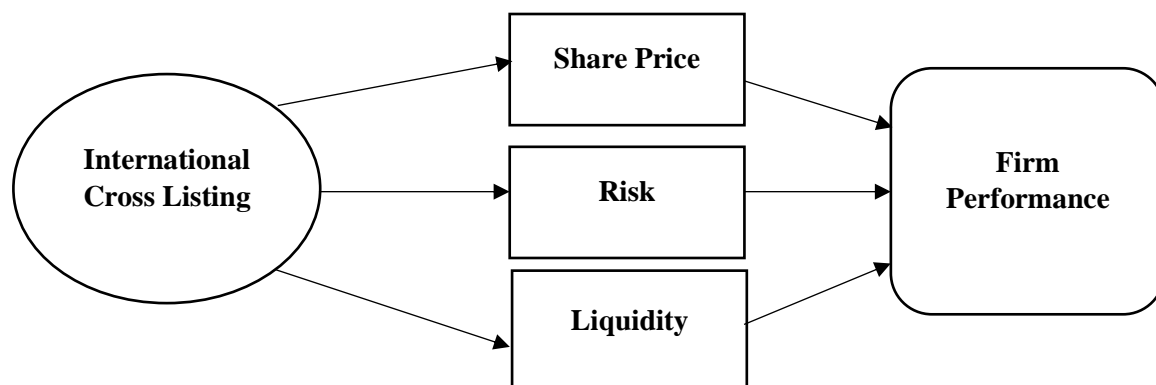 International
Cross Listing
Share Price
Risk
Liquidity
Firm
Performance